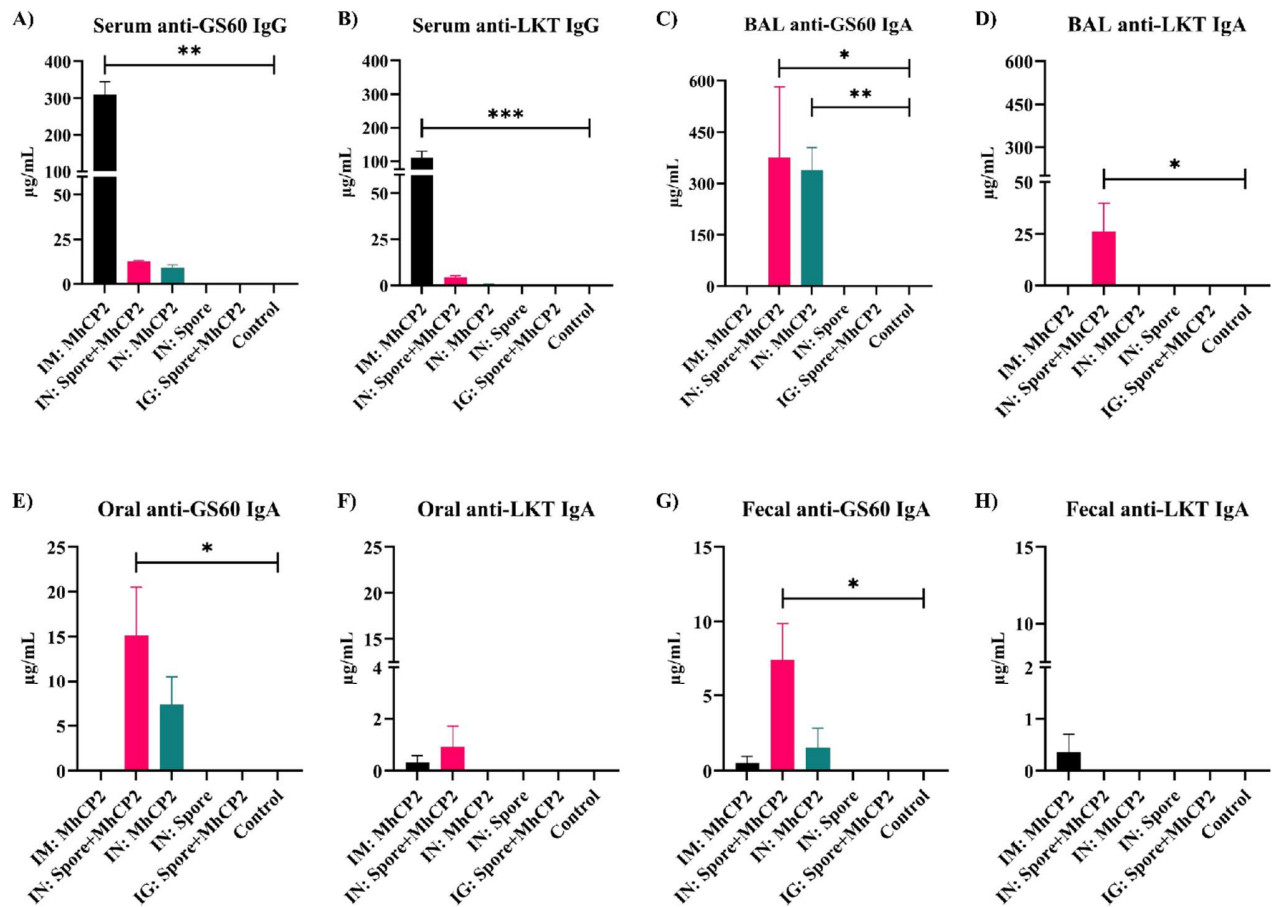 A)
Serum anti-GS60 IgG
**
400
300
200
100
50
25
0
µg/mL
IM: MhCP2
IN: Spore+MhCP2
IN: MhCP2
IN: Spore
IG: Spore+MhCP2
Control
B)
Serum anti-LKT IgG
***
400
300
200
100
50
25
0
µg/mL
IM: MhCP2
IN: Spore+MhCP2
IN: MhCP2
IN: Spore
IG: Spore+MhCP2
Control
C)
BAL anti-GS60 IgA
*
**
600
450
300
150
0
µg/mL
IM: MhCP2
IN: Spore+MhCP2
IN: MhCP2
IN: Spore
IG: Spore+MhCP2
Control
D)
BAL anti-LKT IgA
*
600
450
300
50
25
0
µg/mL
IM: MhCP2
IN: Spore+MhCP2
IN: MhCP2
IN: Spore
IG: Spore+MhCP2
Control
E)
Oral anti-GS60 IgA
*
25
20
15
10
5
0
µg/mL
IM: MhCP2
IN: Spore+MhCP2
IN: MhCP2
IN: Spore
IG: Spore+MhCP2
Control
F)
Oral anti-LKT IgA
25
20
15
4
2
0
µg/mL
IM: MhCP2
IN: Spore+MhCP2
IN: MhCP2
IN: Spore
IG: Spore+MhCP2
Control
G)
Fecal anti-GS60 IgA
*
15
10
5
0
µg/mL
IM: MhCP2
IN: Spore+MhCP2
IN: MhCP2
IN: Spore
IG: Spore+MhCP2
Control
H)
Fecal anti-LKT IgA
15
10
2
1
0
µg/mL
IM: MhCP2
IN: Spore+MhCP2
IN: MhCP2
IN: Spore
IG: Spore+MhCP2
Control